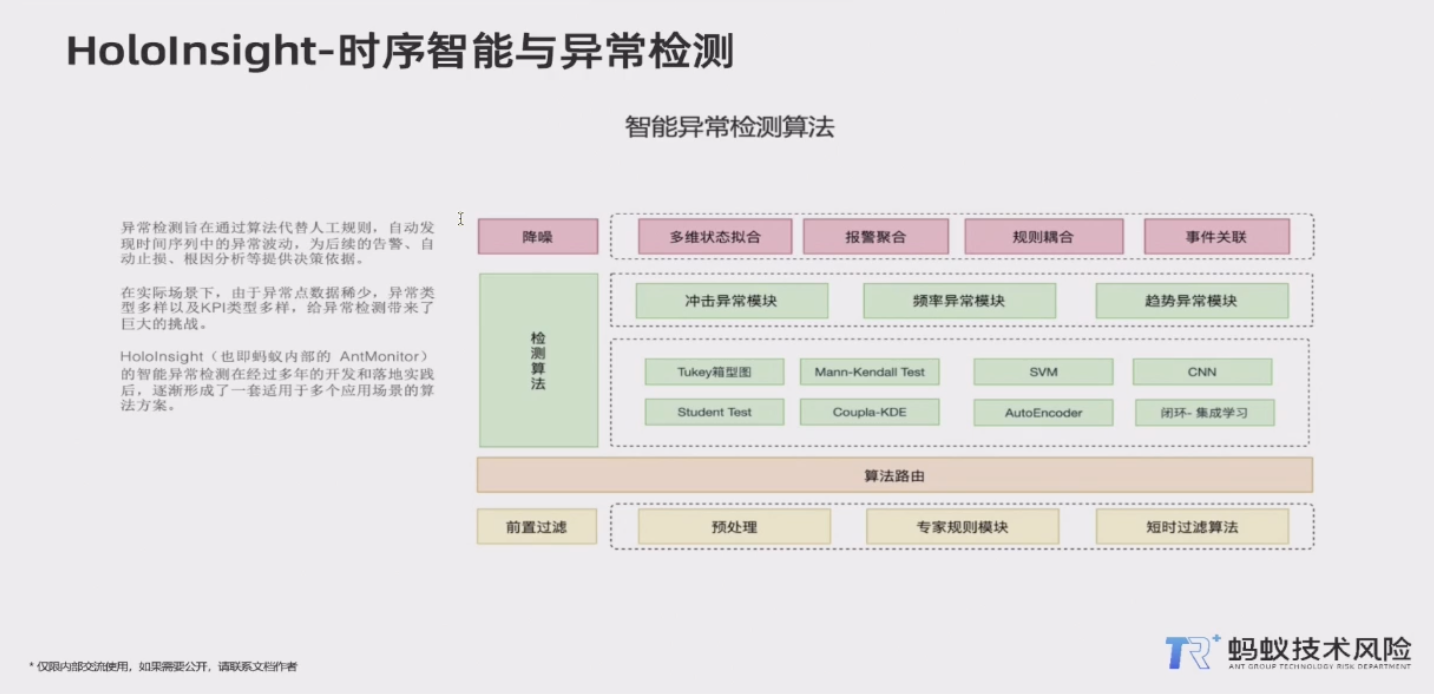 HoloInsight-时序智能与异常检测
智能异常检测算法
异常检测旨在通过算法代替人工规则，自动发
现时间序列中的异常波动，为后续的告警、自
动止损、根因分析等提供决策依据。
在实际场景下，由于异常点数据稀少，异常类
型多样以及KPI类型多样，给异常检测带来了
巨大的挑战。
HoloInsight（也即蚂蚁内部的 AntMonitor）
的智能异常检测在经过多年的开发和落地实践
后，逐渐形成了一套适用于多个应用场景的算
法方案。
降噪
多维状态拟合
报警聚合
规则耦合
事件关联
检测算法
冲击异常模块
频率异常模块
趋势异常模块
Tukey箱型图
Mann-Kendall Test
SVM
CNN
Student Test
Coupla-KDE
AutoEncoder
闭环- 集成学习
算法路由
前置过滤
预处理
专家规则模块
短时过滤算法
* 仅限内部交流使用，如果需要公开，请联系文档作者
TR+ 蚂蚁技术风险
ANT GROUP TECHNOLOGY RISK DEPARTMENT